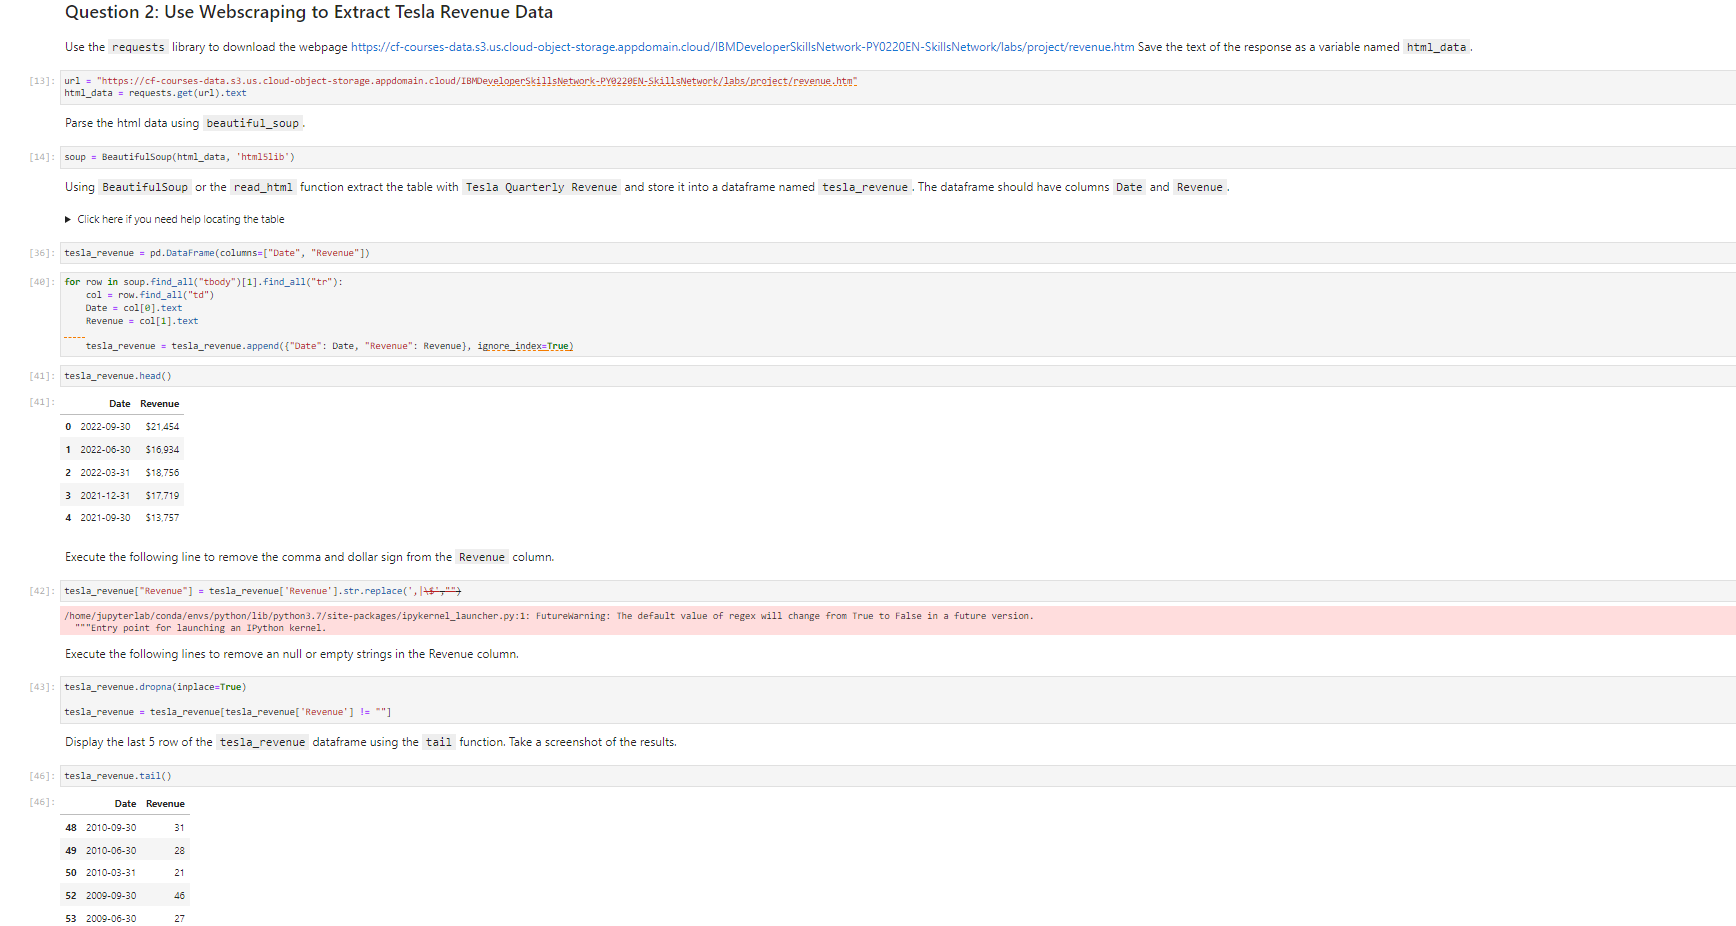 Question 2: Use Webscraping to Extract Tesla Revenue Data
Use the requests library to download the webpage https://cf-courses-data.s3.us.cloud-object-storage.appdomain.cloud/IBMDeveloperSkillsNetwork-PY0220EN-SkillsNetwork/labs/project/revenue.htm Save the text of the response as a variable named html_data.
[13]: url = "https://cf-courses-data.s3.us.cloud-object-storage.appdomain.cloud/IBMDeveloperSkillsNetwork-PY0220EN-SkillsNetwork/labs/project/revenue.htm"
html_data = requests.get(url).text
Parse the html data using beautiful_soup.
[14]: soup = BeautifulSoup(html_data, 'html5lib')
Using BeautifulSoup or the read_html function extract the table with Tesla Quarterly Revenue and store it into a dataframe named tesla_revenue. The dataframe should have columns Date and Revenue.
▶ Click here if you need help locating the table
[36]: tesla_revenue = pd.DataFrame(columns=["Date", "Revenue"])
[40]: for row in soup.find_all("tbody")[1].find_all("tr"):
col = row.find_all("td")
Date = col[0].text
Revenue = col[1].text
tesla_revenue = tesla_revenue.append({"Date": Date, "Revenue": Revenue}, ignore_index=True)
[41]: tesla_revenue.head()
[41]: Date Revenue
0 2022-09-30 $21,454
1 2022-06-30 $16,934
2 2022-03-31 $18,756
3 2021-12-31 $17,719
4 2021-09-30 $13,757
Execute the following line to remove the comma and dollar sign from the Revenue column.
[42]: tesla_revenue["Revenue"] = tesla_revenue['Revenue'].str.replace(',|\$',"")
/home/jupyterlab/conda/envs/python/lib/python3.7/site-packages/ipykernel_launcher.py:1: FutureWarning: The default value of regex will change from True to False in a future version.
"""Entry point for launching an IPython kernel.
Execute the following lines to remove an null or empty strings in the Revenue column.
[43]: tesla_revenue.dropna(inplace=True)
tesla_revenue = tesla_revenue[tesla_revenue['Revenue'] != ""]
Display the last 5 row of the tesla_revenue dataframe using the tail function. Take a screenshot of the results.
[46]: tesla_revenue.tail()
[46]: Date Revenue
48 2010-09-30 31
49 2010-06-30 28
50 2010-03-31 21
52 2009-09-30 46
53 2009-06-30 27